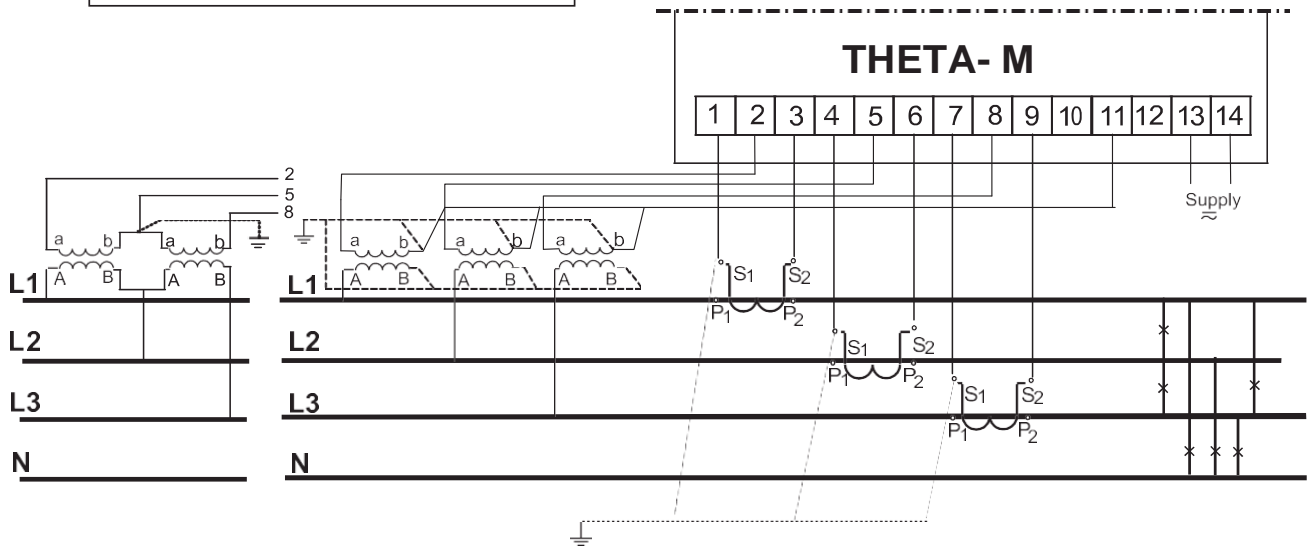 THETA- M
1 2 3 4 5 6 7 8 9 10 11 12 13 14
2
5
8
Supply
≂
a b a b
A B A B
a b a b a b
A B A B A B
L1
L2
L3
N
L1
L2
L3
N
S1 S2
P1 P2
S1 S2
P1 P2
S1 S2
P1 P2